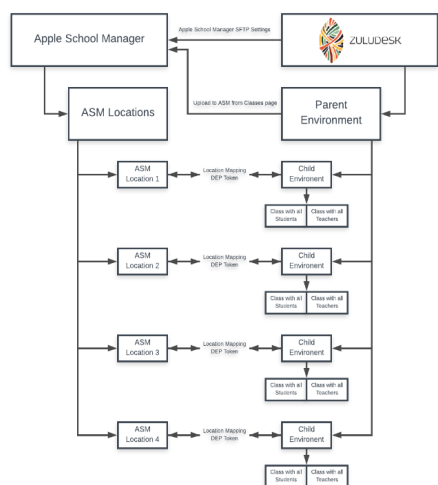 Apple School Manager
Apple School Manager SFTP Settings
ZULUDESK
Upload to ASM from Classes page
ASM Locations
Parent
Environment
ASM
Location 1
Location Mapping
DEP Token
Child
Environent
Class with all
Students
Class with all
Teachers
ASM
Location 2
Location Mapping
DEP Token
Child
Environent
Class with all
Students
Class with all
Teachers
ASM
Location 3
Location Mapping
DEP Token
Child
Environent
Class with all
Students
Class with all
Teachers
ASM
Location 4
Location Mapping
DEP Token
Child
Environent
Class with all
Students
Class with all
Teachers